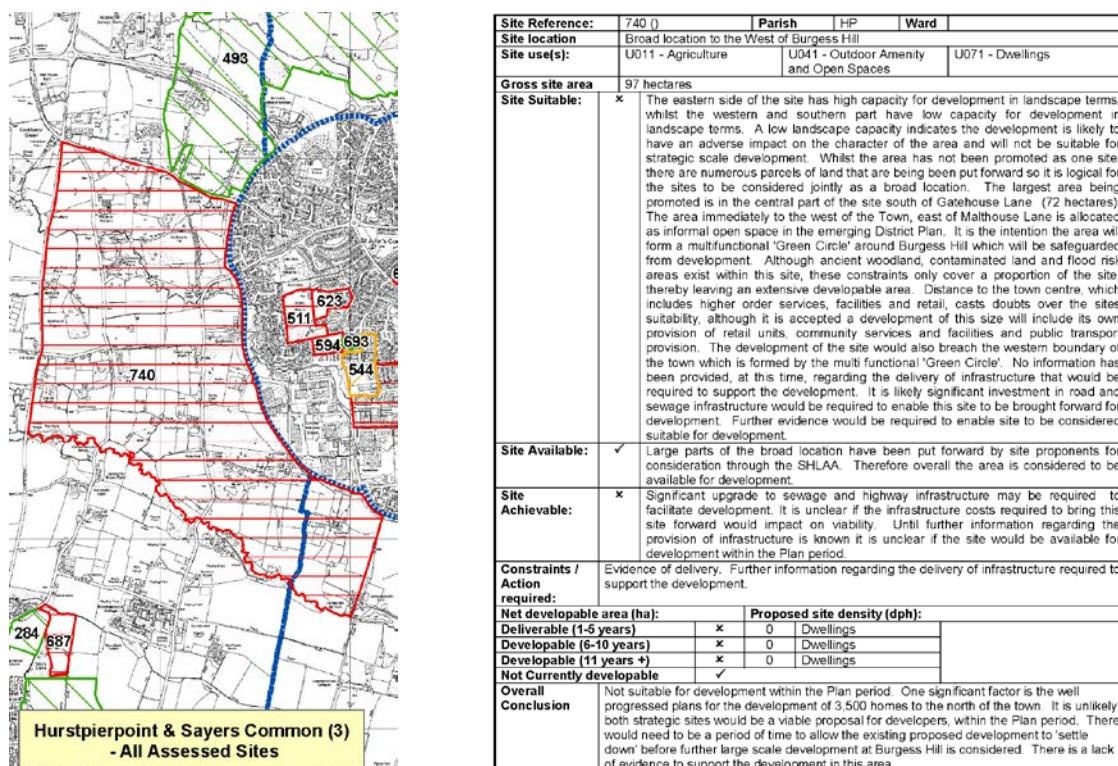 493
623
511
594 693
544
740
284
687
Hurstpierpoint & Sayers Common (3)
- All Assessed Sites
Site Reference: 740 () Parish HP Ward
Site location Broad location to the West of Burgess Hill
Site use(s): U011 - Agriculture U041 - Outdoor Amenity and Open Spaces U071 - Dwellings
Gross site area 97 hectares
Site Suitable: × The eastern side of the site has high capacity for development in landscape terms
whilst the western and southern part have low capacity for development in
landscape terms. A low landscape capacity indicates the development is likely to
have an adverse impact on the character of the area and will not be suitable for
strategic scale development. Whilst the area has not been promoted as one site,
there are numerous parcels of land that are being been put forward so it is logical for
the sites to be considered jointly as a broad location. The largest area being
promoted is in the central part of the site south of Gatehouse Lane (72 hectares)
The area immediately to the west of the Town, east of Malthouse Lane is allocated
as informal open space in the emerging District Plan. It is the intention the area wil
form a multifunctional 'Green Circle' around Burgess Hill which will be safeguarded
from development. Although ancient woodland, contaminated land and flood risk
areas exist within this site, these constraints only cover a proportion of the site,
thereby leaving an extensive developable area. Distance to the town centre, which
includes higher order services, facilities and retail, casts doubts over the sites
suitability, although it is accepted a development of this size will include its own
provision of retail units, community services and facilities and public transpor
provision. The development of the site would also breach the western boundary of
the town which is formed by the multi functional 'Green Circle'. No information has
been provided, at this time, regarding the delivery of infrastructure that would be
required to support the development. It is likely significant investment in road and
sewage infrastructure would be required to enable this site to be brought forward for
development. Further evidence would be required to enable site to be considered
suitable for development.
Site Available: ✓ Large parts of the broad location have been put forward by site proponents for
consideration through the SHLAA. Therefore overall the area is considered to be
available for development.
Site Achievable: × Significant upgrade to sewage and highway infrastructure may be required to
facilitate development. It is unclear if the infrastructure costs required to bring this
site forward would impact on viability. Until further information regarding the
provision of infrastructure is known it is unclear if the site would be available for
development within the Plan period.
Constraints / Action required: Evidence of delivery. Further information regarding the delivery of infrastructure required to
support the development.
Net developable area (ha): Proposed site density (dph):
Deliverable (1-5 years) × 0 Dwellings
Developable (6-10 years) × 0 Dwellings
Developable (11 years +) × 0 Dwellings
Not Currently developable ✓
Overall Conclusion Not suitable for development within the Plan period. One significant factor is the well
progressed plans for the development of 3,500 homes to the north of the town. It is unlikely
both strategic sites would be a viable proposal for developers, within the Plan period. There
would need to be a period of time to allow the existing proposed development to 'settle
down' before further large scale development at Burgess Hill is considered. There is a lack
of evidence to support the development in this area